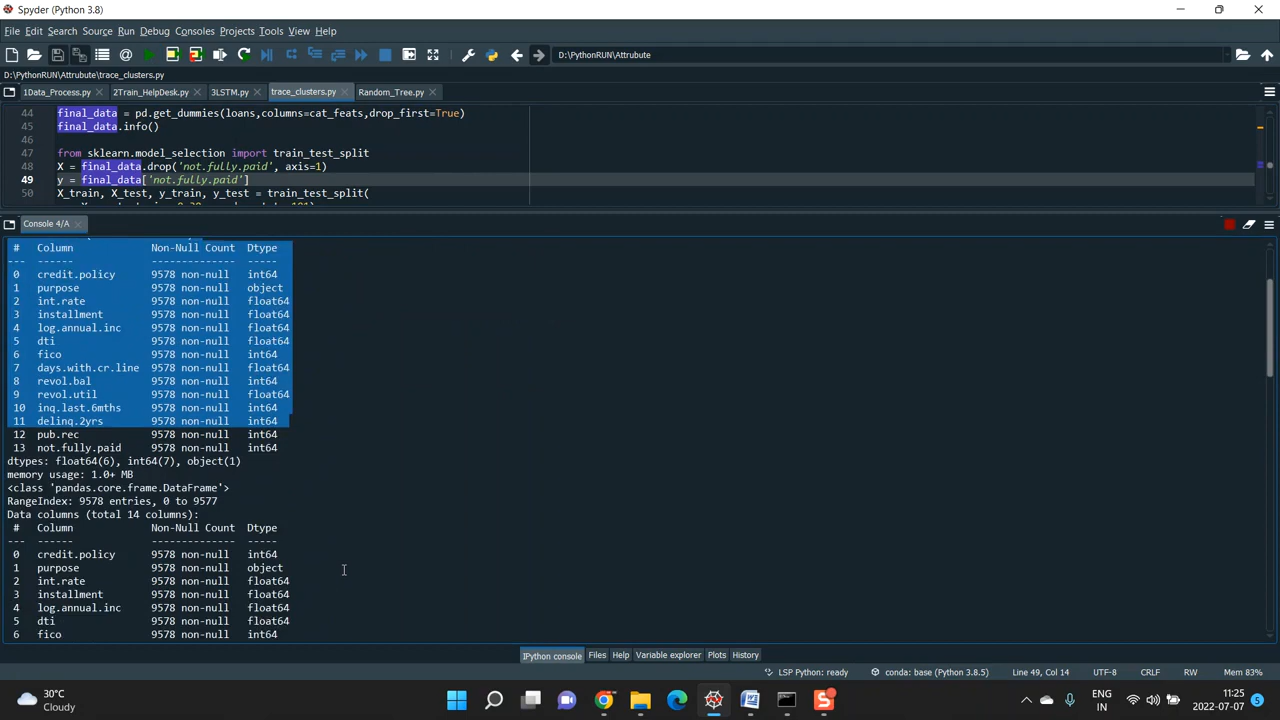 Spyder (Python 3.8)
File Edit Search Source Run Debug Consoles Projects Tools View Help
D:\PythonRUN\Attrubute
D:\PythonRUN\Attrubute\trace_clusters.py
1Data_Process.py 2Train_HelpDesk.py 3LSTM.py trace_clusters.py Random_Tree.py
44 final_data = pd.get_dummies(loans,columns=cat_feats,drop_first=True)
45 final_data.info()
46
47 from sklearn.model_selection import train_test_split
48 X = final_data.drop('not.fully.paid', axis=1)
49 y = final_data['not.fully.paid']
50 X_train, X_test, y_train, y_test = train_test_split(
Console 4/A
# Column Non-Null Count Dtype
--- ------ -------------- -----
0 credit.policy 9578 non-null int64
1 purpose 9578 non-null object
2 int.rate 9578 non-null float64
3 installment 9578 non-null float64
4 log.annual.inc 9578 non-null float64
5 dti 9578 non-null float64
6 fico 9578 non-null int64
7 days.with.cr.line 9578 non-null float64
8 revol.bal 9578 non-null int64
9 revol.util 9578 non-null float64
10 inq.last.6mths 9578 non-null int64
11 delinq.2yrs 9578 non-null int64
12 pub.rec 9578 non-null int64
13 not.fully.paid 9578 non-null int64
dtypes: float64(6), int64(7), object(1)
memory usage: 1.0+ MB
<class 'pandas.core.frame.DataFrame'>
RangeIndex: 9578 entries, 0 to 9577
Data columns (total 14 columns):
# Column Non-Null Count Dtype
--- ------ -------------- -----
0 credit.policy 9578 non-null int64
1 purpose 9578 non-null object
2 int.rate 9578 non-null float64
3 installment 9578 non-null float64
4 log.annual.inc 9578 non-null float64
5 dti 9578 non-null float64
6 fico 9578 non-null int64
IPython console Files Help Variable explorer Plots History
LSP Python: ready conda: base (Python 3.8.5) Line 49, Col 14 UTF-8 CRLF RW Mem 83%
30°C
Cloudy
ENG
IN
11:25
2022-07-07
5